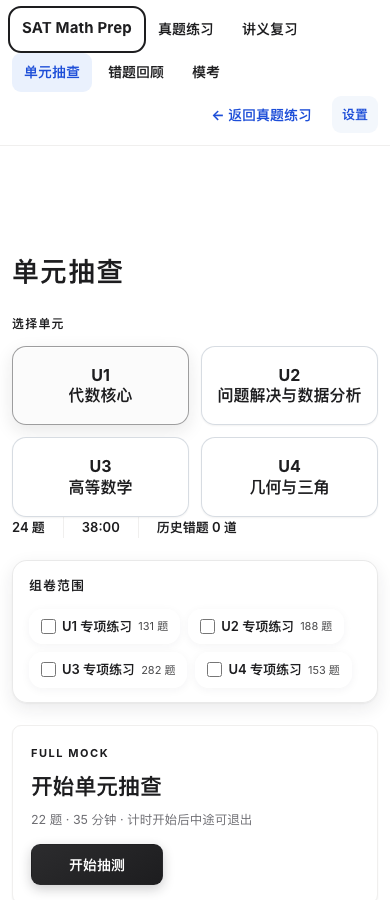 SAT Math Prep 真题练习 讲义复习
单元抽查 错题回顾 模考
← 返回真题练习 设置
单元抽查
选择单元
U1
代数核心
U2
问题解决与数据分析
U3
高等数学
U4
几何与三角
24 题 38:00 历史错题 0 道
组卷范围
U1 专项练习 131 题 U2 专项练习 188 题
U3 专项练习 282 题 U4 专项练习 153 题
FULL MOCK
开始单元抽查
22 题 · 35 分钟 · 计时开始后中途可退出
开始抽测